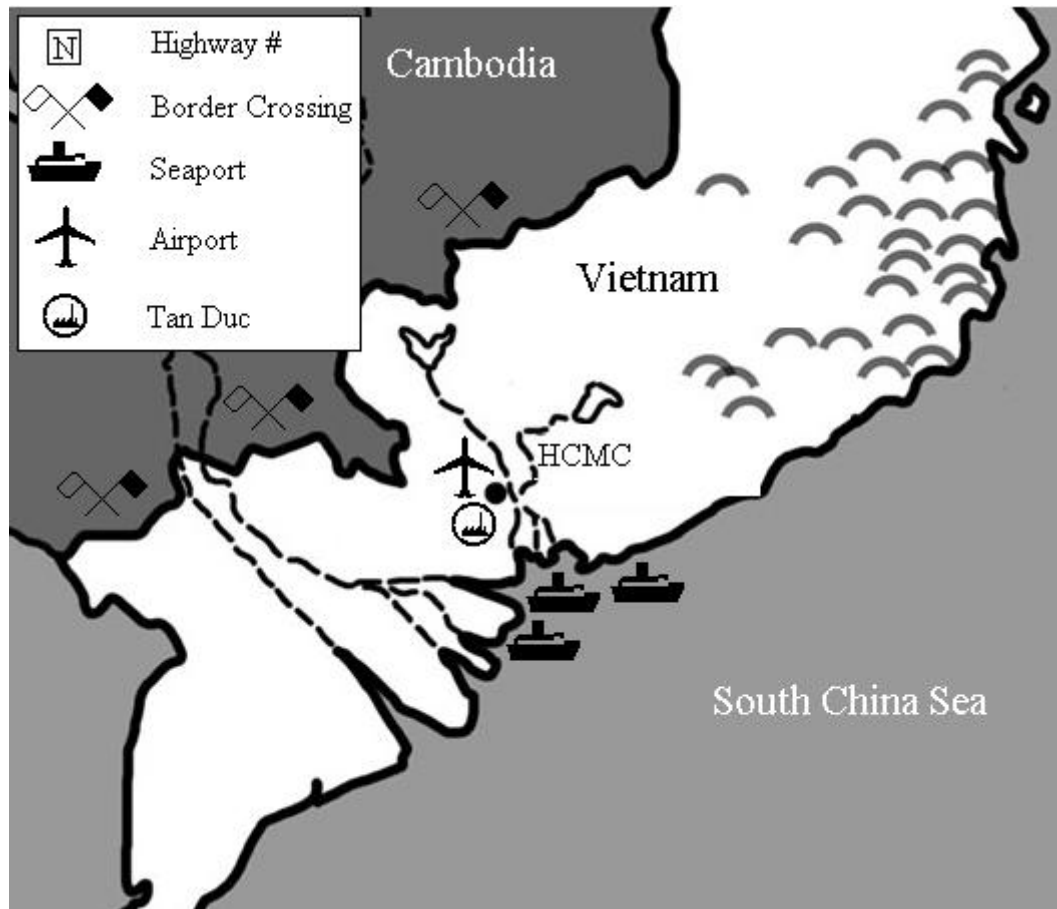 N
Highway #
Border Crossing
Seaport
Airport
Tan Duc
Cambodia
Vietnam
HCMC
South China Sea